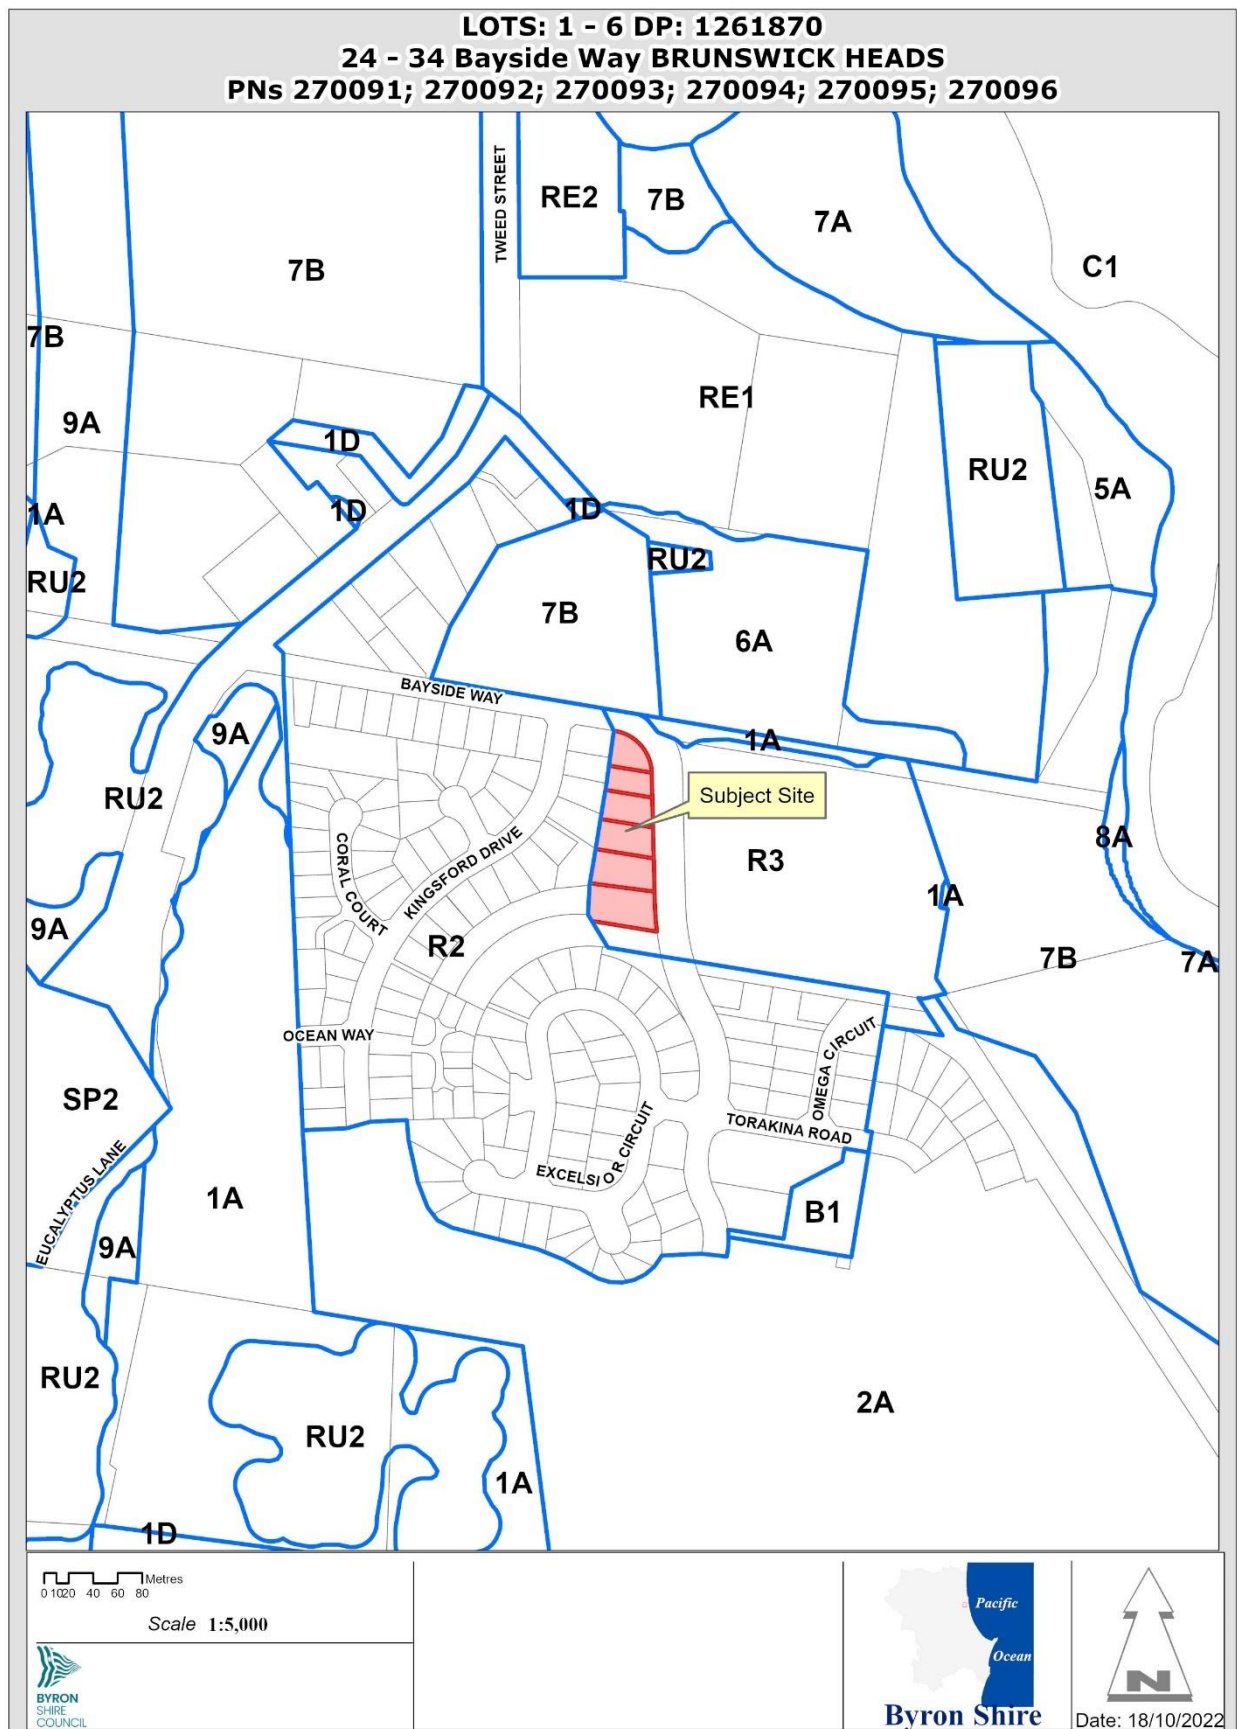 LOTS: 1 - 6 DP: 1261870
24 - 34 Bayside Way BRUNSWICK HEADS
PNs 270091; 270092; 270093; 270094; 270095; 270096
TWEED STREET
RE2
7B
7A
7B
C1
7B
9A
1D
RE1
RU2
5A
1A
1D
1D
RU2
RU2
7B
6A
BAYSIDE WAY
9A
1A
RU2
Subject Site
CORAL COURT
KINGSFORD DRIVE
R3
8A
1A
9A
R2
7B
7A
OCEAN WAY
OMEGA CIRCUIT
SP2
TORAKINA ROAD
EXCELSIOR CIRCUIT
EUCALYPTUS LANE
1A
B1
9A
RU2
2A
RU2
1A
1D
Metres
0 10 20 40 60 80
Scale 1:5,000
BYRON
SHIRE
COUNCIL
Pacific
Ocean
Byron Shire
N
Date: 18/10/2022